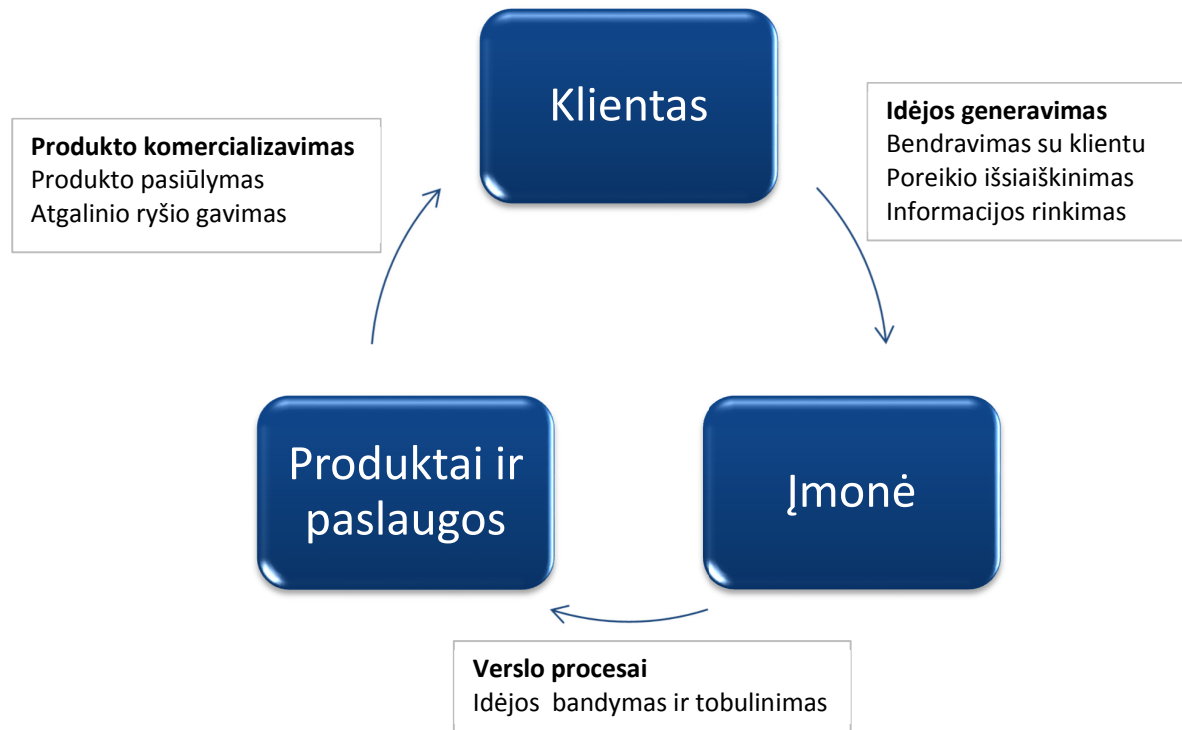 Klientas
Idėjos generavimas
Bendravimas su klientu
Poreikio išsiaiškinimas
Informacijos rinkimas
Produkto komercializavimas
Produkto pasiūlymas
Atgalinio ryšio gavimas
Produktai ir
paslaugos
Įmonė
Verslo procesai
Idėjos  bandymas ir tobulinimas